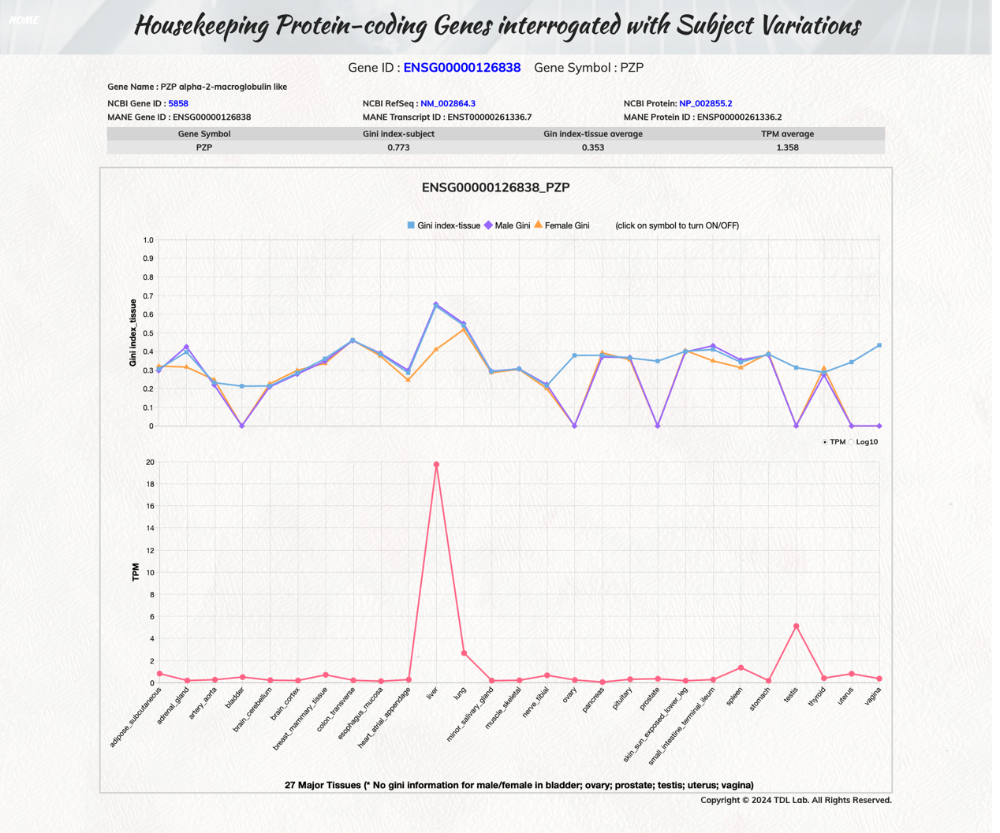 HOME
Housekeeping Protein-coding Genes interrogated with Subject Variations
Gene ID : ENSG00000126838 Gene Symbol : PZP
Gene Name : PZP alpha-2-macroglobulin like
NCBI Gene ID : 5858 NCBI RefSeq : NM_002864.3 NCBI Protein: NP_002855.2
MANE Gene ID : ENSG00000126838 MANE Transcript ID : ENST00000261336.7 MANE Protein ID : ENSP00000261336.2
Gene Symbol Gini index-subject Gin index-tissue average TPM average
PZP 0.773 0.353 1.358
ENSG00000126838_PZP
Gini index-tissue Male Gini Female Gini (click on symbol to turn ON/OFF)
Gini index_tissue
1.0
0.9
0.8
0.7
0.6
0.5
0.4
0.3
0.2
0.1
0
TPM Log10
TPM
20
18
16
14
12
10
8
6
4
2
0
adipose_subcutaneous
adrenal_gland
artery_aorta
bladder
brain_cerebellum
brain_cortex
breast_mammary_tissue
colon_transverse
esophagus_mucosa
heart_atrial_appendage
liver
lung
minor_salivary_gland
muscle_skeletal
nerve_tibial
ovary
pancreas
pituitary
prostate
skin_sun_exposed_lower_leg
small_intestine_terminal_ileum
spleen
stomach
testis
thyroid
uterus
vagina
27 Major Tissues (* No gini information for male/female in bladder; ovary; prostate; testis; uterus; vagina)
Copyright © 2024 TDL Lab. All Rights Reserved.